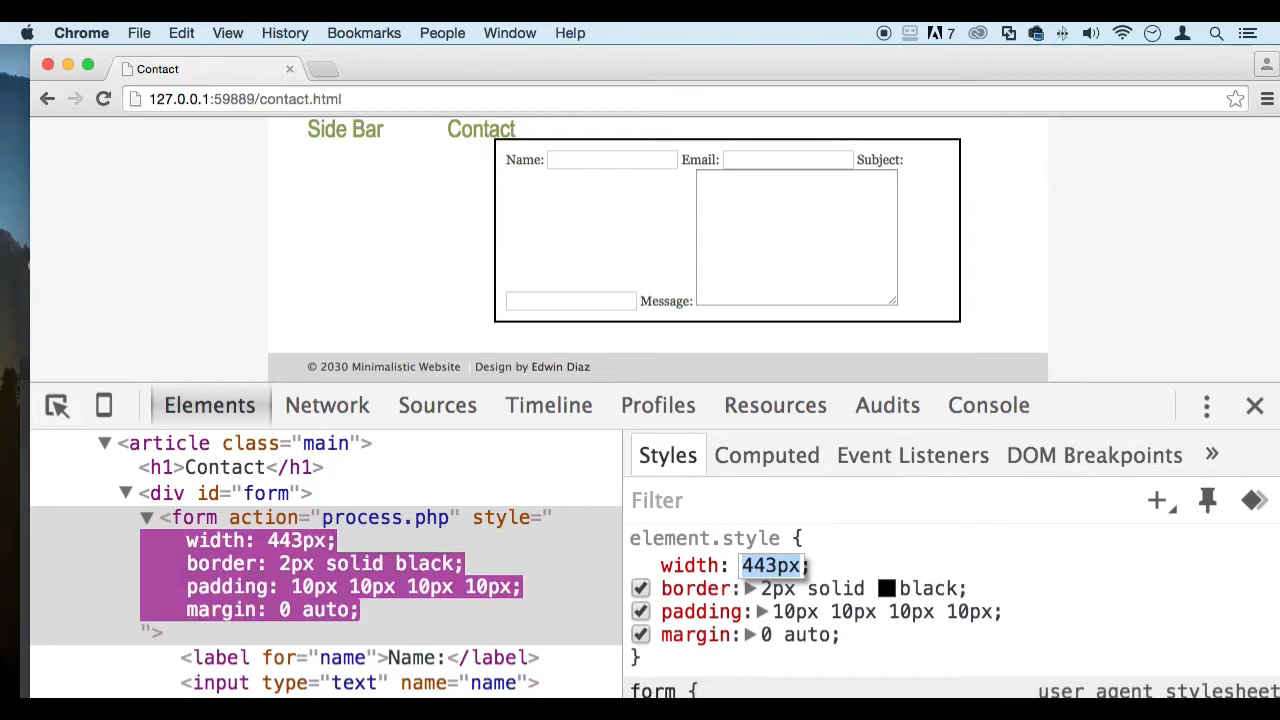 Chrome File Edit View History Bookmarks People Window Help 7
Contact ×
127.0.0.1:59889/contact.html
Side Bar Contact
Name: Email: Subject:
Message:
© 2030 Minimalistic Website | Design by Edwin Diaz
Elements Network Sources Timeline Profiles Resources Audits Console
<article class="main">
<h1>Contact</h1>
<div id="form">
<form action="process.php" style="
width: 443px;
border: 2px solid black;
padding: 10px 10px 10px 10px;
margin: 0 auto;
">
<label for="name">Name:</label>
<input type="text" name="name">
Styles Computed Event Listeners DOM Breakpoints »
Filter
element.style {
width: 443px;
border: 2px solid black;
padding: 10px 10px 10px 10px;
margin: 0 auto;
}
form { user agent stylesheet